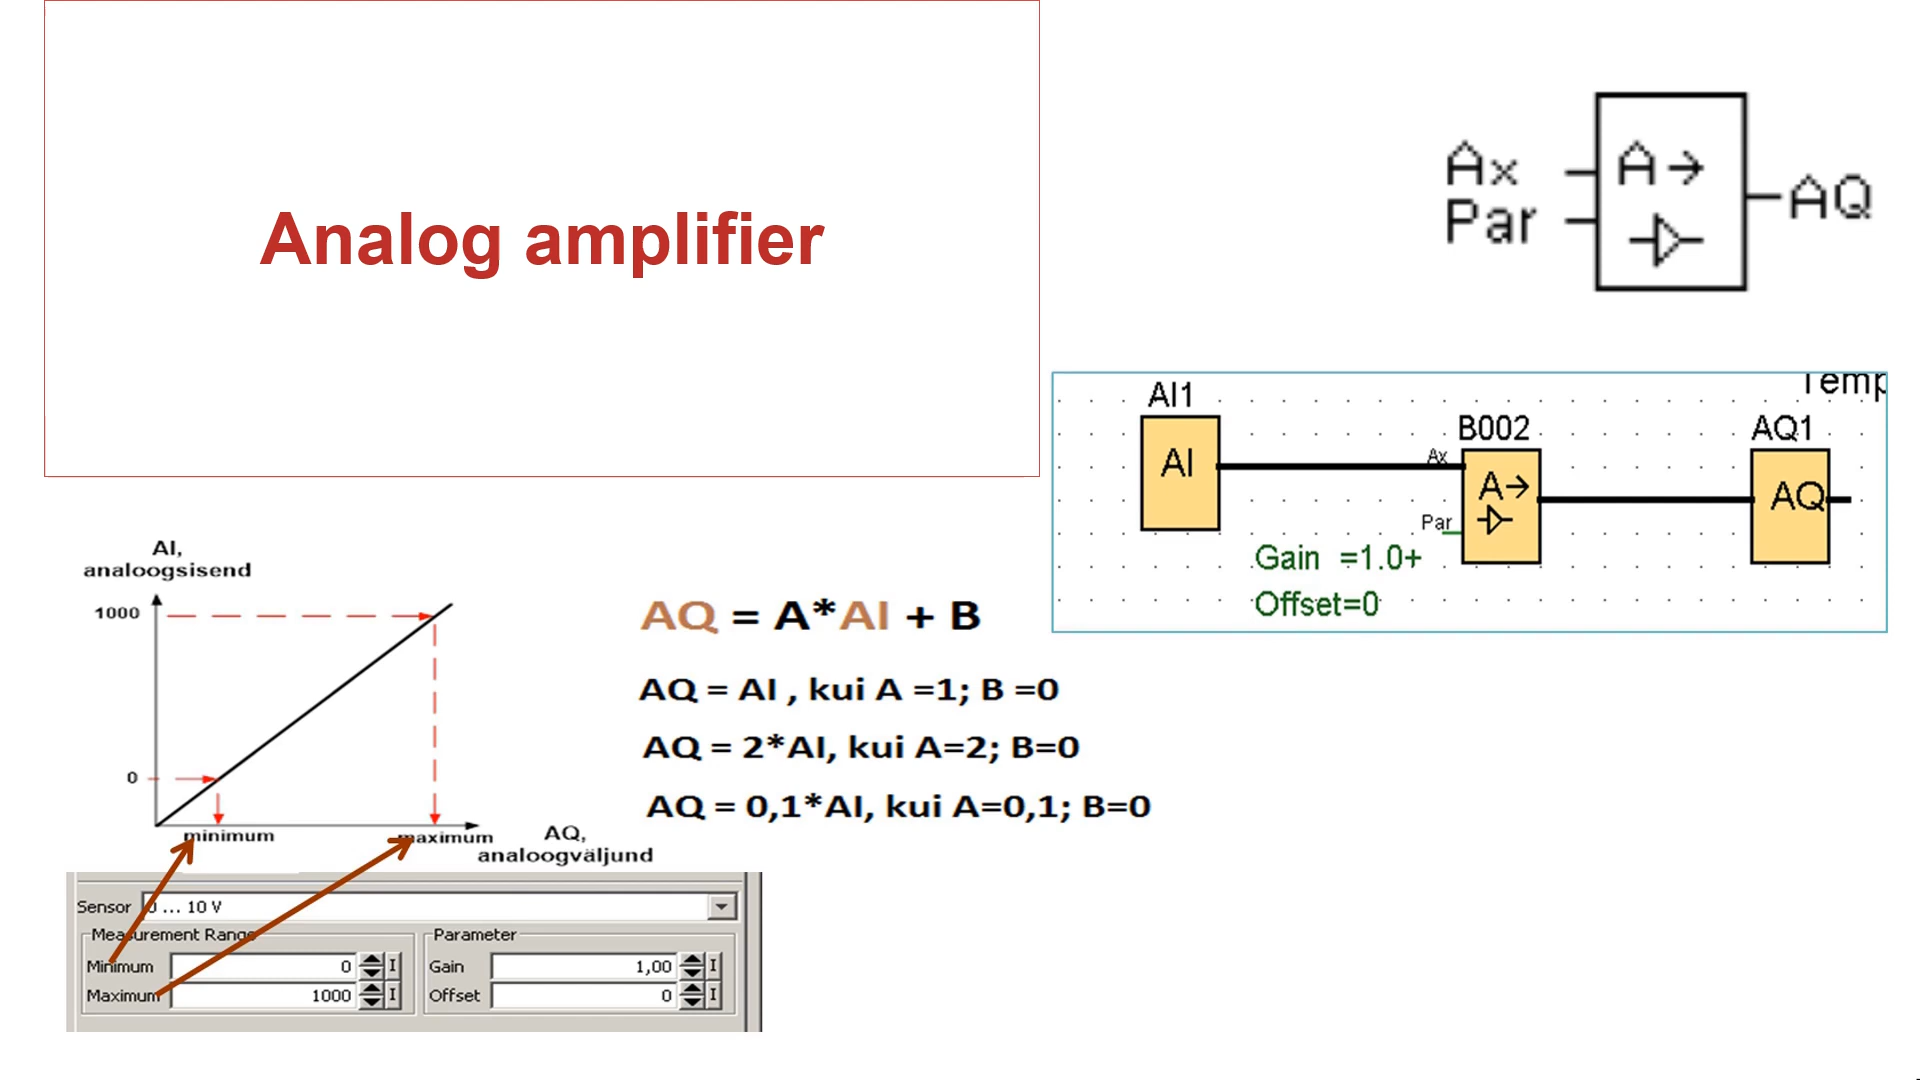 Analog amplifier
Ax
Par
A→
AQ
Temp
AI1
AI
B002
Ax
Par
A→
AQ1
AQ
Gain =1.0+
Offset=0
AI,
analoogsisend
1000
0
minimum
maximum
AQ,
analoogväljund
AQ = A*AI + B
AQ = AI , kui A =1; B =0
AQ = 2*AI, kui A=2; B=0
AQ = 0,1*AI, kui A=0,1; B=0
Sensor 0 ... 10 V
Measurement Range
Minimum 0
Maximum 1000
Parameter
Gain 1,00
Offset 0